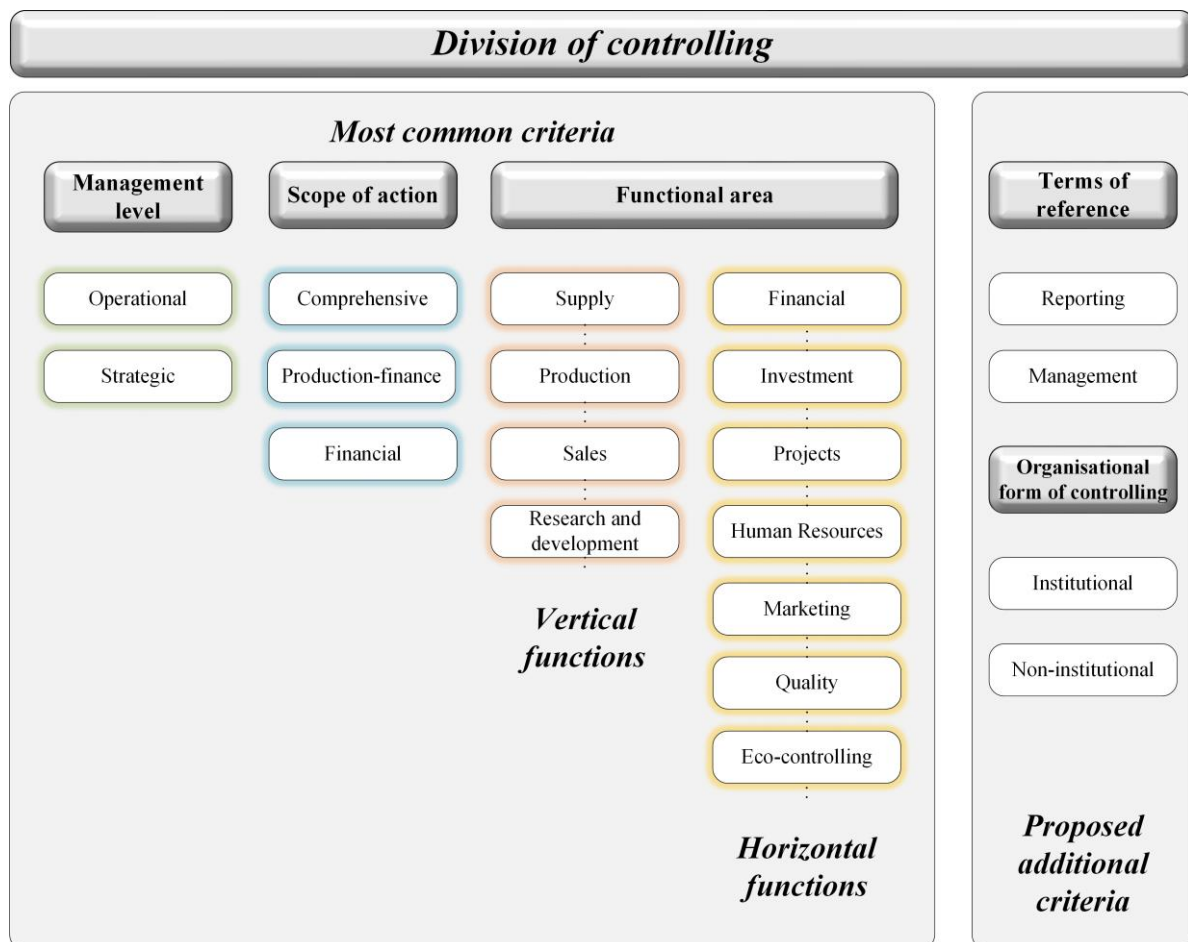 Division of controlling
Most common criteria
Management
level
Scope of action
Functional area
Operational
Strategic
Comprehensive
Production-finance
Financial
Supply
Production
Sales
Research and
development
Vertical
functions
Financial
Investment
Projects
Human Resources
Marketing
Quality
Eco-controlling
Horizontal
functions
Terms of
reference
Reporting
Management
Organisational
form of controlling
Institutional
Non-institutional
Proposed
additional
criteria